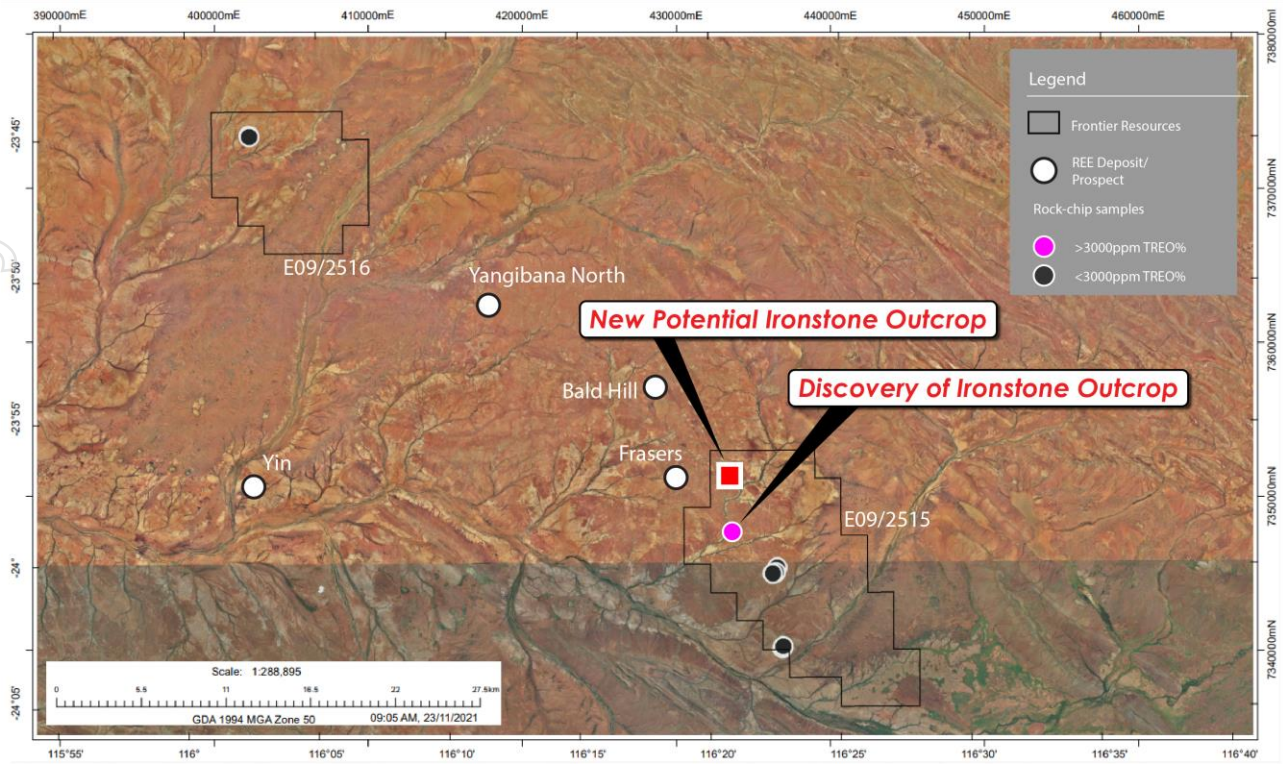 390000mE 400000mE 410000mE 420000mE 430000mE 440000mE 450000mE 460000mE
7380000mN
Legend
Frontier Resources
REE Deposit/
Prospect
Rock-chip samples
>3000ppm TREO%
<3000ppm TREO%
-23°45'
7370000mN
E09/2516
-23°50'
Yangibana North
New Potential Ironstone Outcrop
7360000mN
Bald Hill
Discovery of Ironstone Outcrop
-23°55'
Yin
Frasers
7350000mN
E09/2515
-24°
7340000mN
Scale: 1:288,895
0 5.5 11 16.5 22 27.5km
GDA 1994 MGA Zone 50 09:05 AM, 23/11/2021
-24°05'
115°55' 116° 116°05' 116°10' 116°15' 116°20' 116°25' 116°30' 116°35' 116°40'